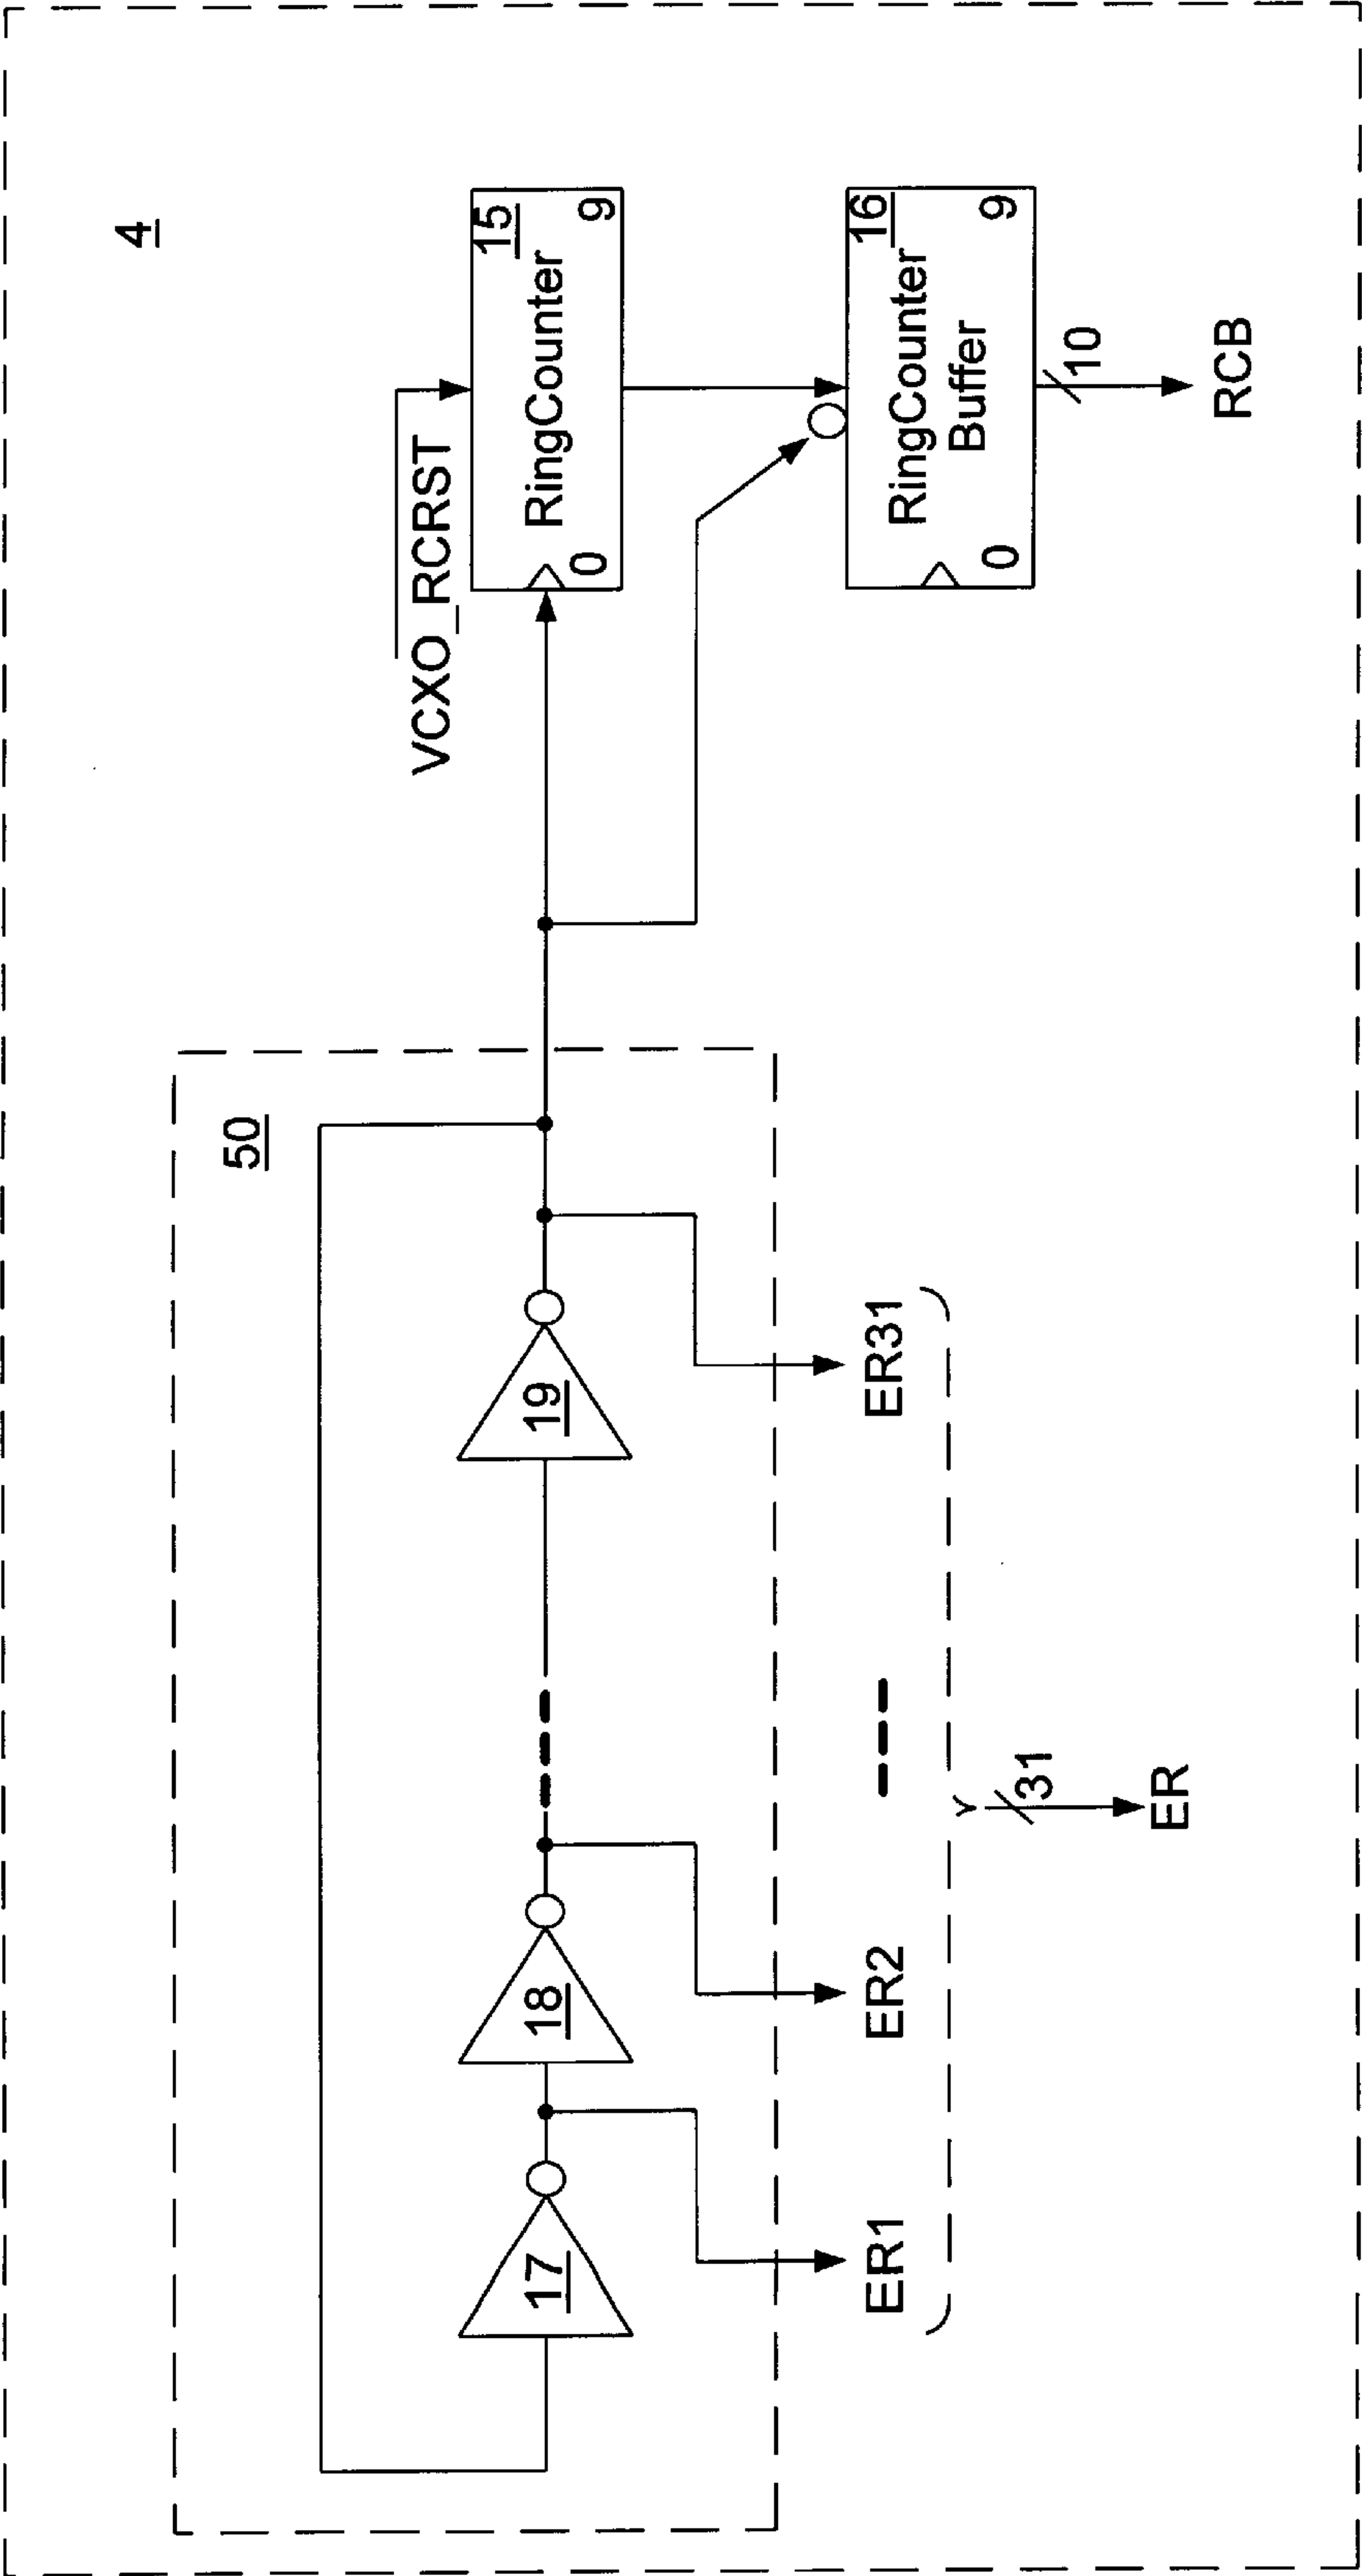 4
VCXO_RCRST
15
RingCounter
0 9
16
RingCounter
Buffer
0 9
10
RCB
50
17
18
19
ER1
ER2
ER31
31
ER